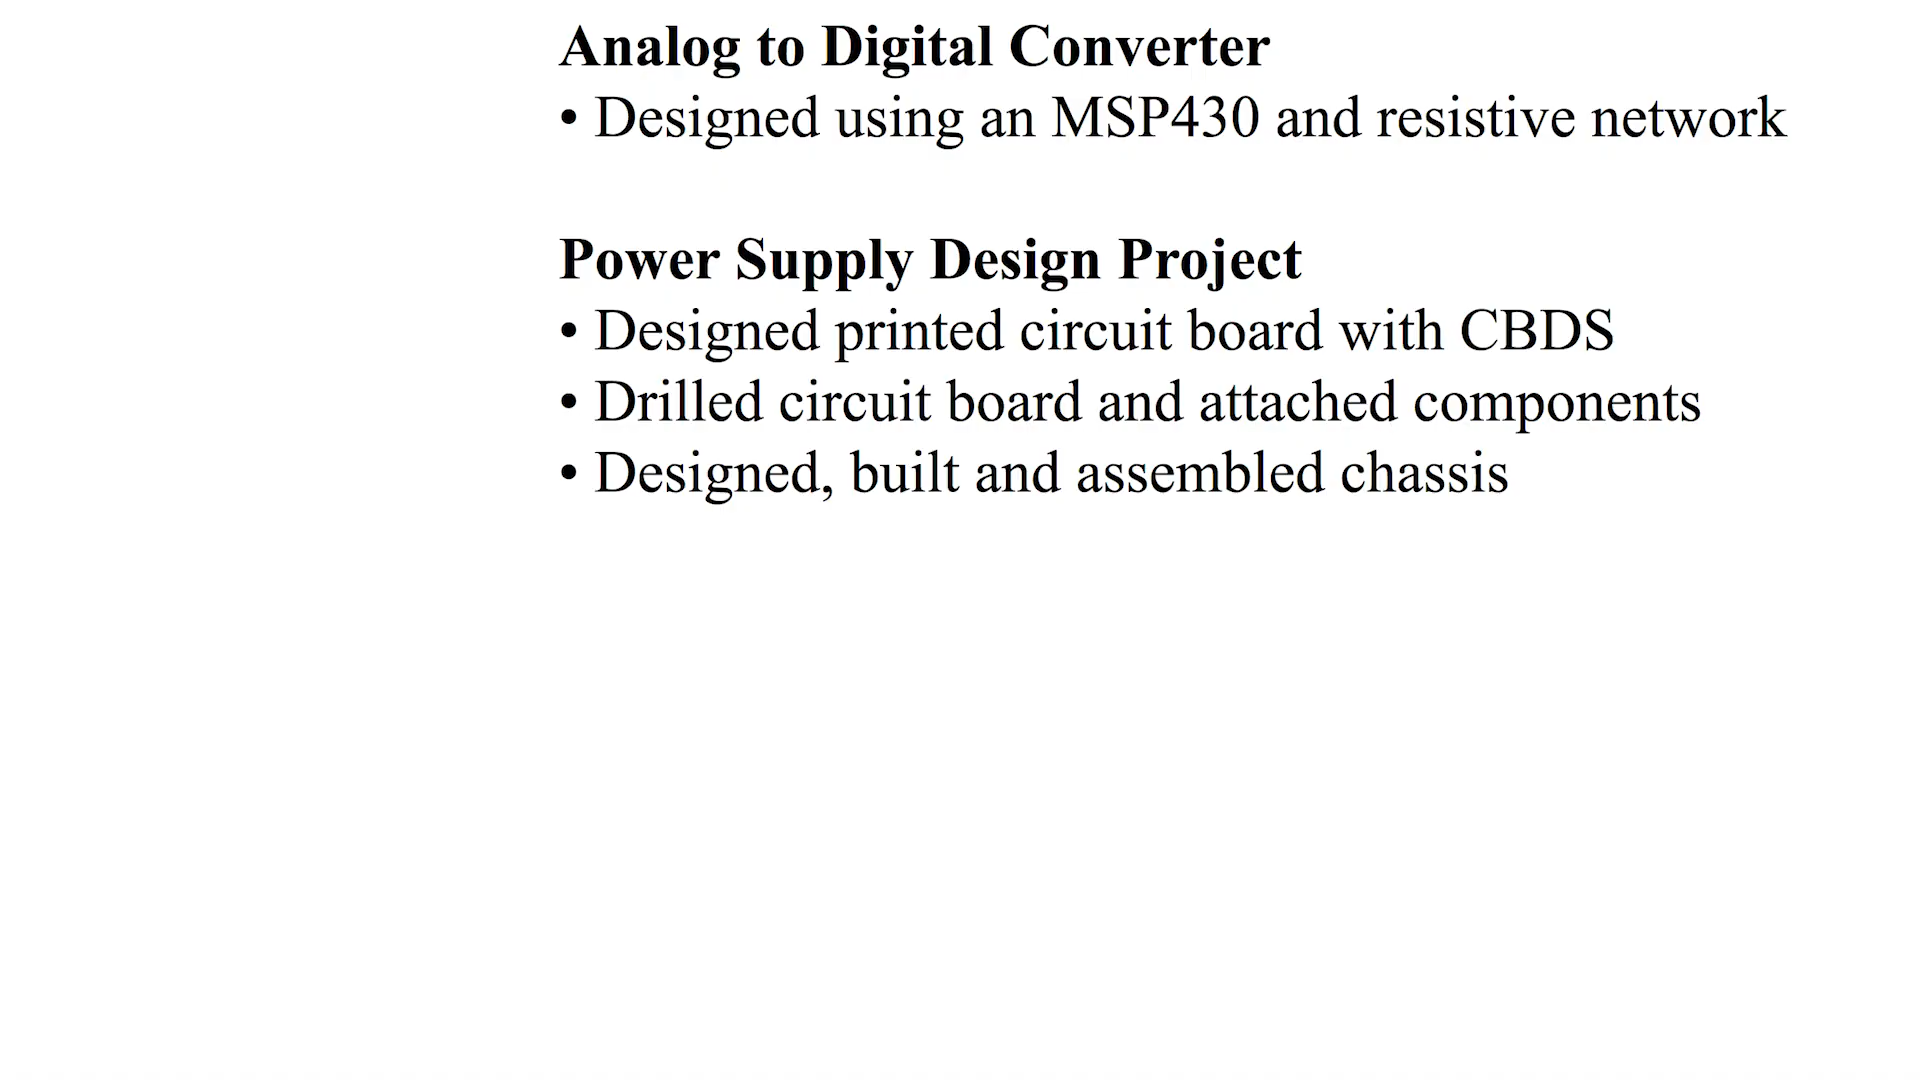 Analog to Digital Converter
• Designed using an MSP430 and resistive network
Power Supply Design Project
• Designed printed circuit board with CBDS
• Drilled circuit board and attached components
• Designed, built and assembled chassis